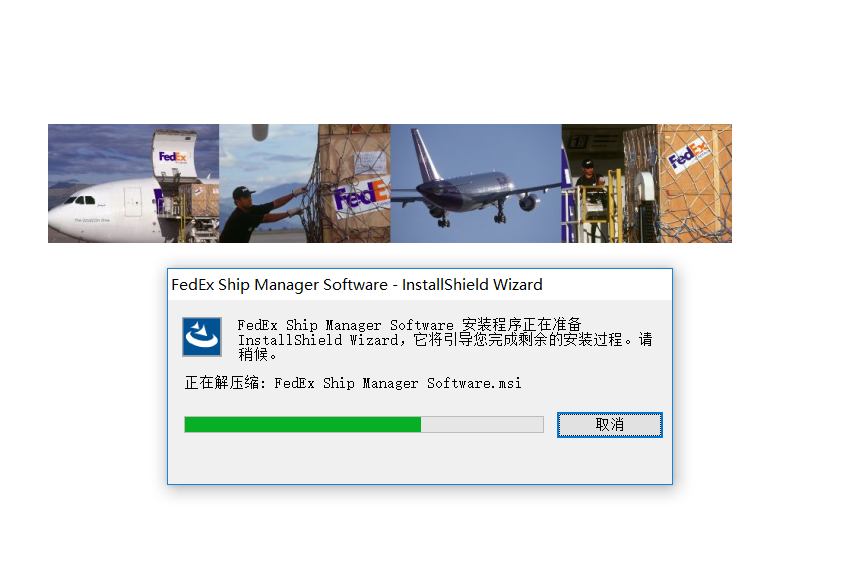 FedEx
FedEx
FedEx
FedEx Ship Manager Software - InstallShield Wizard
FedEx Ship Manager Software 安装程序正在准备
InstallShield Wizard，它将引导您完成剩余的安装过程。请
稍候。
正在解压缩: FedEx Ship Manager Software.msi
取消